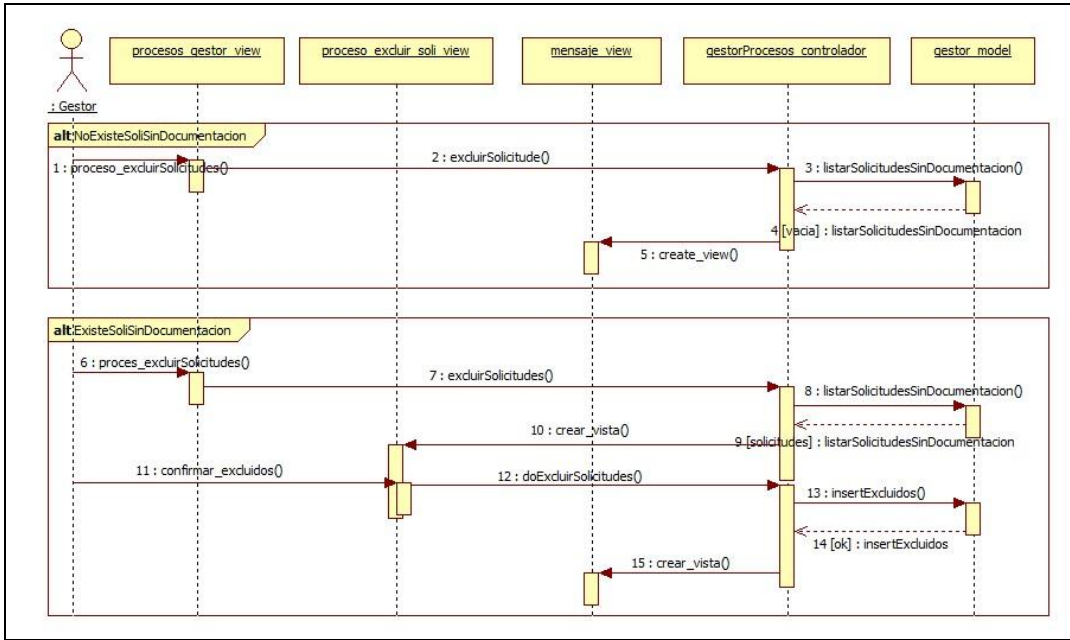 procesos_gestor_view
proceso_excluir_soli_view
mensaje_view
gestorProcesos_controlador
gestor_model
: Gestor
alt NoExisteSoliSinDocumentacion
1 : proceso_excluirSolicitudes()
2 : excluirSolicitude()
3 : listarSolicitudesSinDocumentacion()
4 [vacia] : listarSolicitudesSinDocumentacion
5 : create_view()
alt ExisteSoliSinDocumentacion
6 : proces_excluirSolicitudes()
7 : excluirSolicitudes()
8 : listarSolicitudesSinDocumentacion()
9 [solicitudes] : listarSolicitudesSinDocumentacion
10 : crear_vista()
11 : confirmar_excluidos()
12 : doExcluirSolicitudes()
13 : insertExcluidos()
14 [ok] : insertExcluidos
15 : crear_vista()